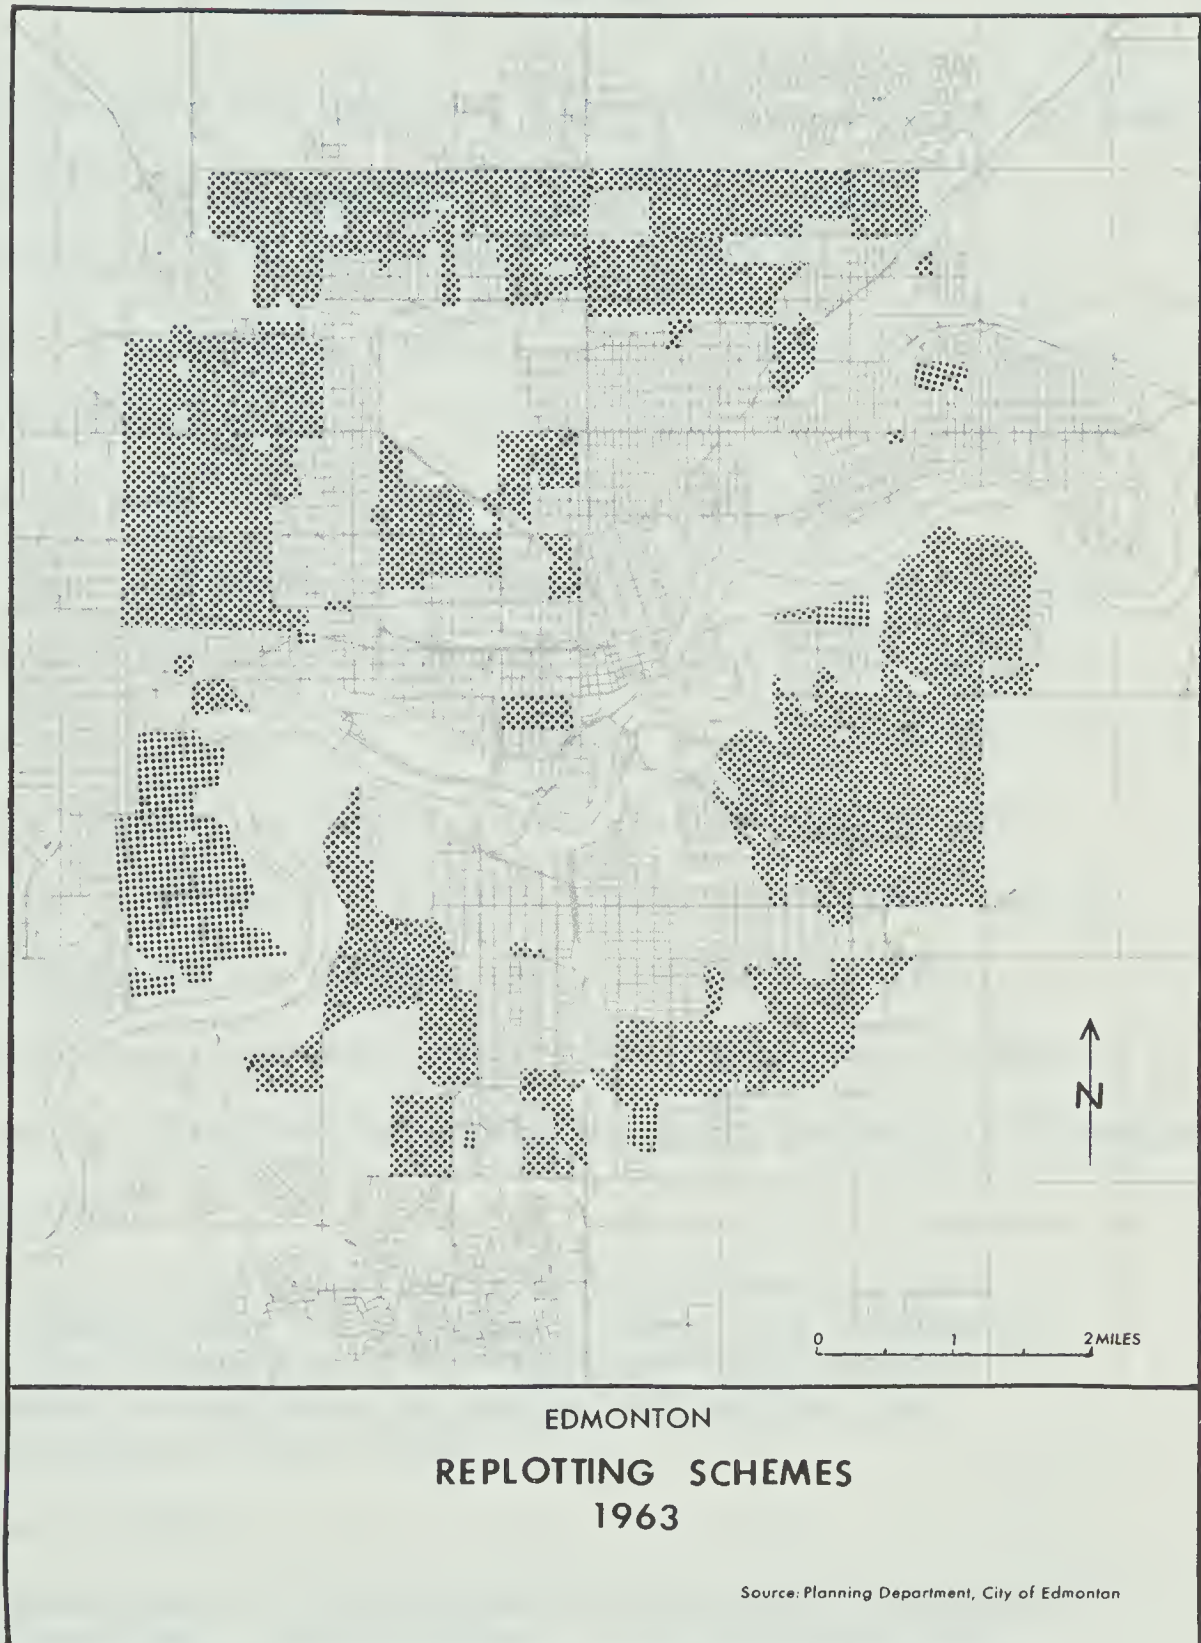 N
0 1 2 MILES
EDMONTON
REPLOTTING SCHEMES
1963
Source: Planning Department, City of Edmonton